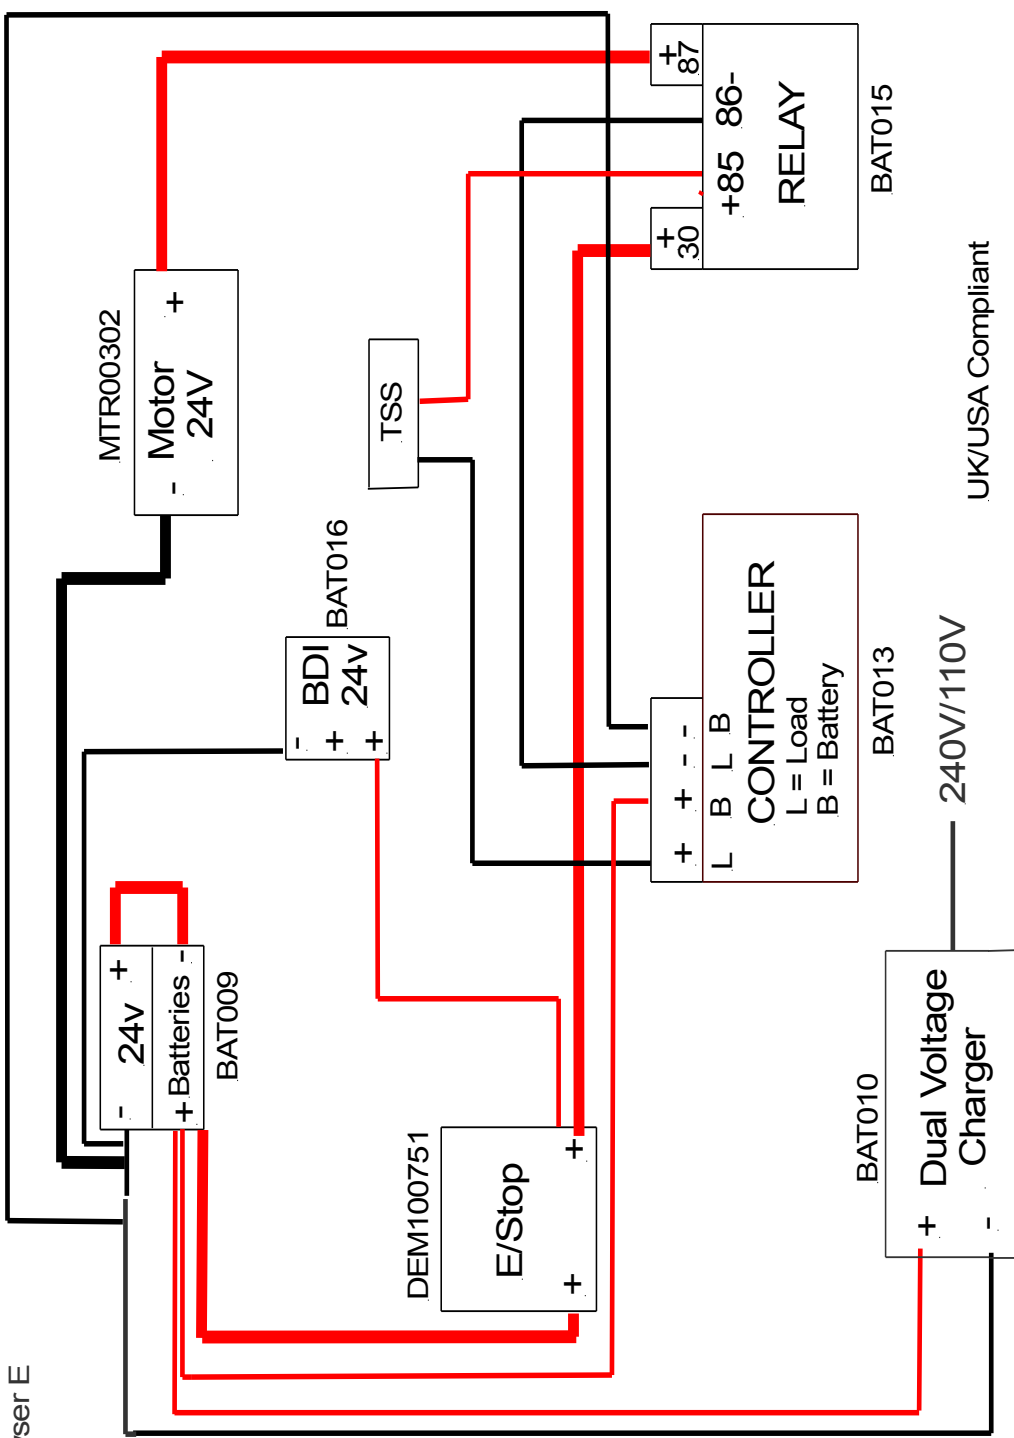 MTR00302
- Motor +
24V
+
87
86-
+85
+
30
RELAY
BAT015
TSS
BDI
24v
- + +
BAT016
- 24v +
+ Batteries -
BAT009
DEM100751
E/Stop
+ +
+ + - -
L B L B
CONTROLLER
L = Load
B = Battery
BAT013
UK/USA Compliant
240V/110V
BAT010
+ Dual Voltage
- Charger